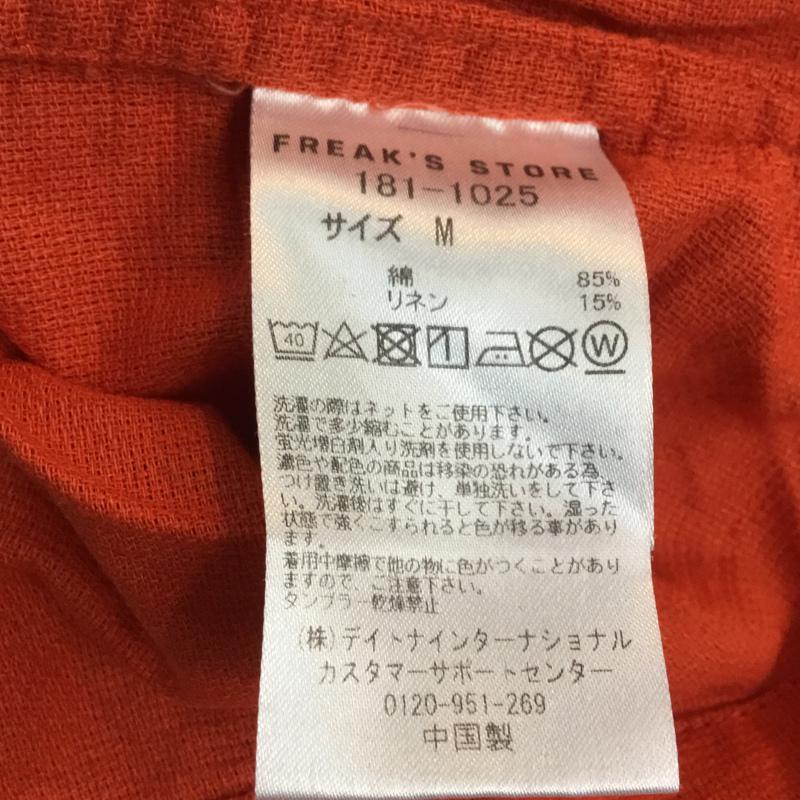 FREAK'S STORE
181-1025
サイズ M
綿 85%
リネン 15%
40 W
洗濯の際はネットをご使用下さい。
洗濯で多少縮むことがあります。
蛍光増白剤入り洗剤を使用しないで下さい。
濃色や配色の商品は移染の恐れがある為、
つけ置き洗いは避け、単独洗いをして下さ
い。洗濯後はすぐに干して下さい。湿った
状態で強くこすられると色が移る事があり
ます。
着用中摩擦で他の物に色がつくことがあり
ますので、ご注意下さい。
タンブラー乾燥禁止
(株)デイトナインターナショナル
カスタマーサポートセンター
0120-951-269
中国製